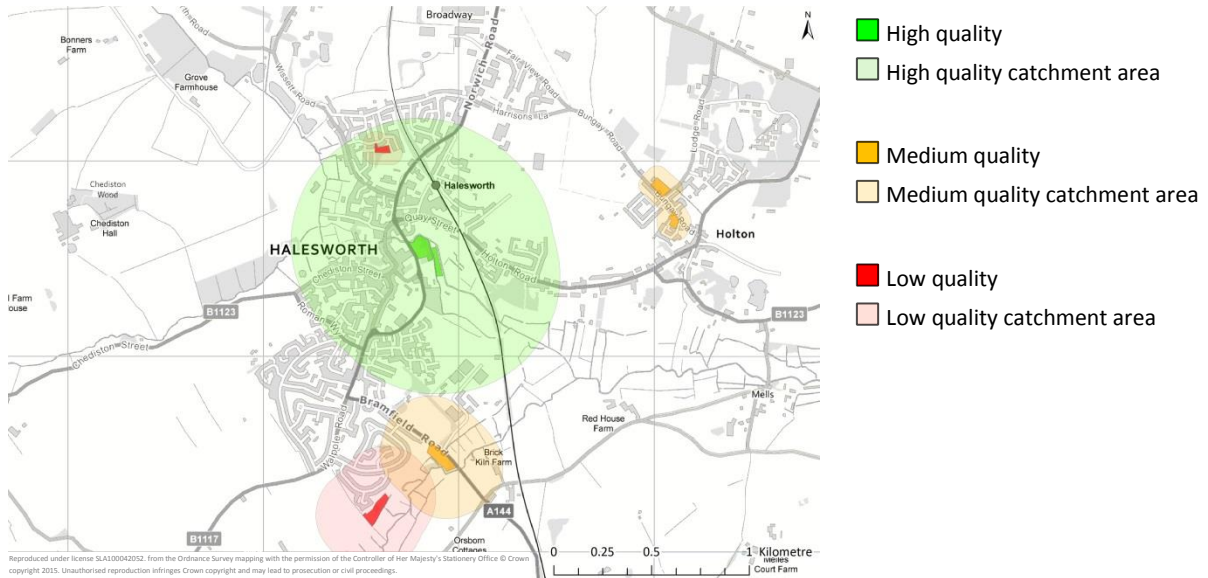 Broadway
N
Bonners
Farm
Grove
Farmhouse
Wissett Road
Norwich Road
Fair View Road
Harrisons La
Bungay Road
Lodge Road
Chediston
Wood
Chediston
Hall
Halesworth
Quay Street
HALESWORTH
Holton Road
Bungay Road
Holton
Chediston Street
B1123
Roman Way
B1123
Chediston Street
Mells
Bramfield Road
Red House
Farm
Walpole Road
Brick
Kiln Farm
A144
B1117
Orsborn
Cottages
0 0.25 0.5 1 Kilometre
Court Farm
Reproduced under license SLA100042052. from the Ordnance Survey mapping with the permission of the Controller of Her Majesty's Stationery Office © Crown
copyright 2015. Unauthorised reproduction infringes Crown copyright and may lead to prosecution or civil proceedings.
High quality
High quality catchment area
Medium quality
Medium quality catchment area
Low quality
Low quality catchment area